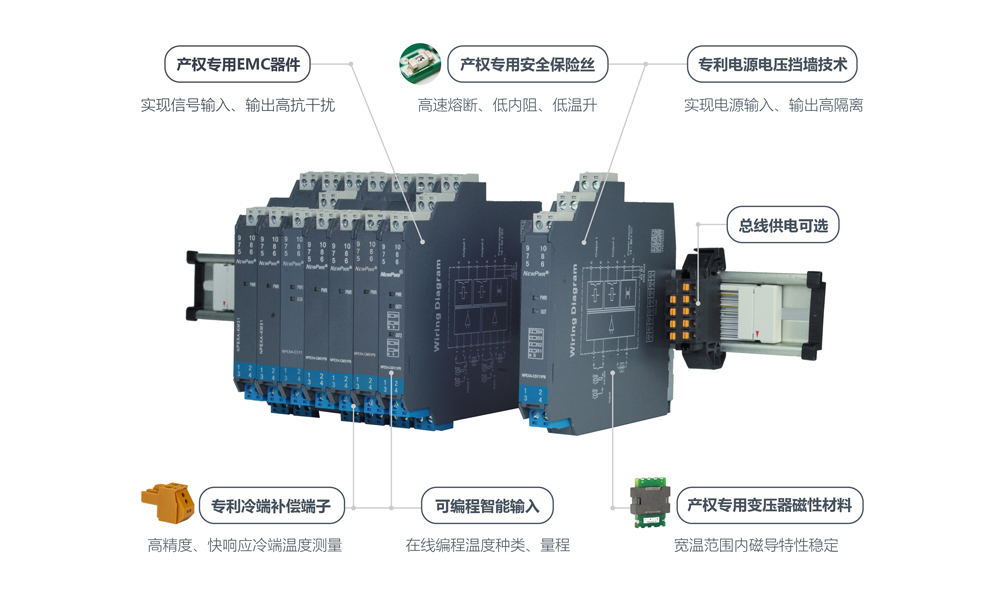 产权专用EMC器件
实现信号输入、输出高抗干扰
产权专用安全保险丝
高速熔断、低内阻、低温升
专利电源电压挡墙技术
实现电源输入、输出高隔离
总线供电可选
Wiring Diagram
Wiring Diagram
专利冷端补偿端子
高精度、快响应冷端温度测量
可编程智能输入
在线编程温度种类、量程
产权专用变压器磁性材料
宽温范围内磁导特性稳定